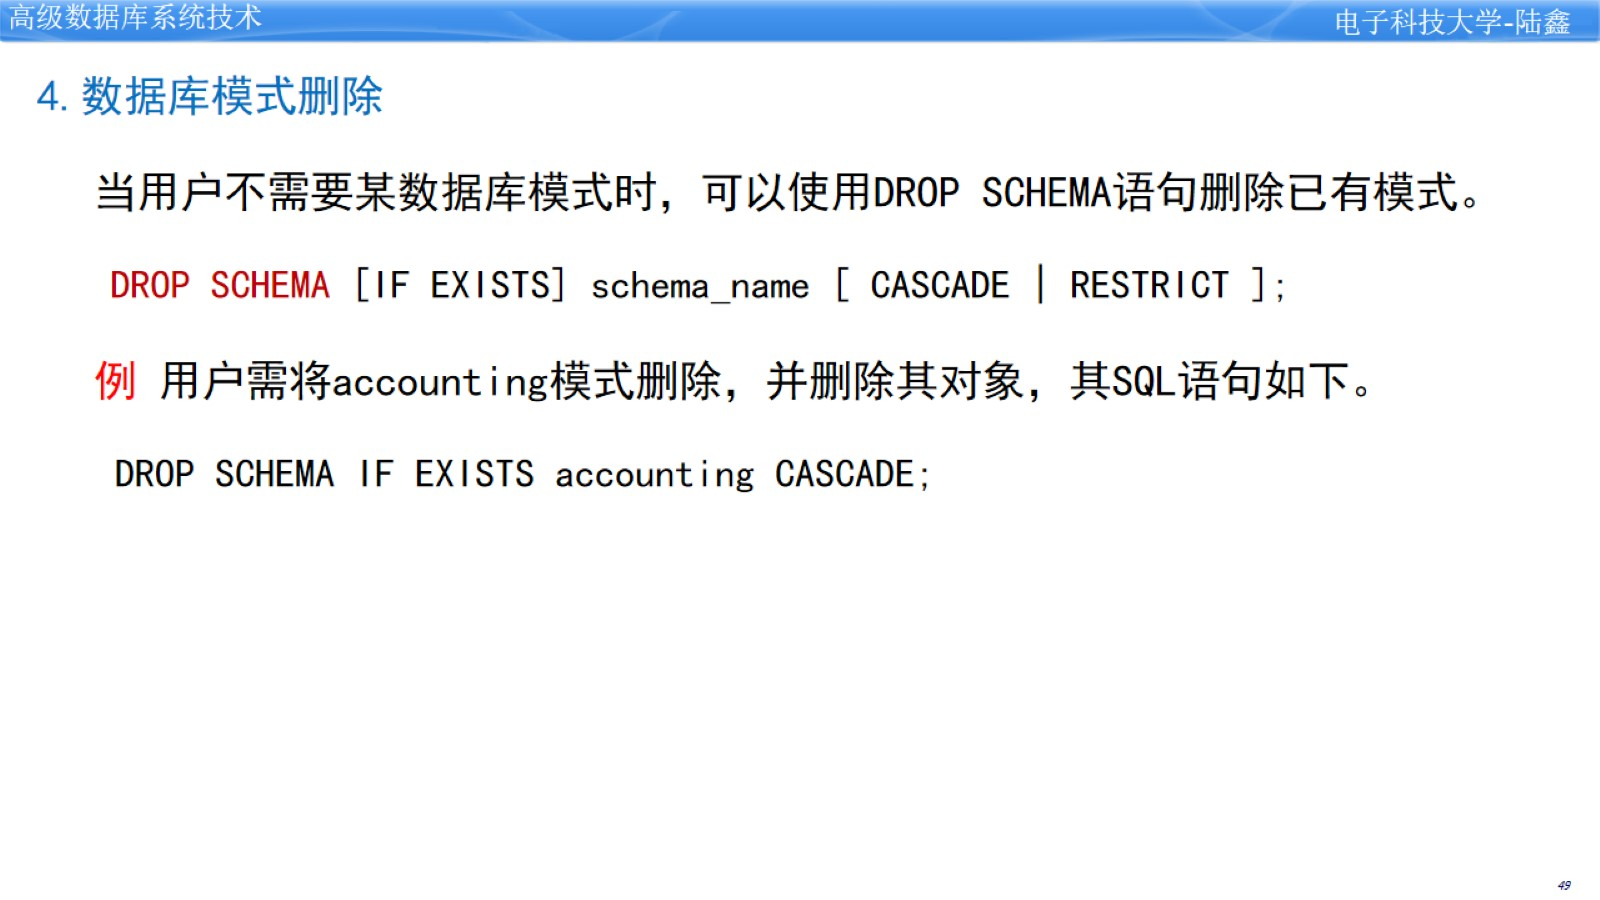 高级数据库系统技术
电子科技大学-陆鑫
4. 数据库模式删除
当用户不需要某数据库模式时，可以使用DROP SCHEMA语句删除已有模式。
DROP SCHEMA [IF EXISTS] schema_name [ CASCADE | RESTRICT ];
例 用户需将accounting模式删除，并删除其对象，其SQL语句如下。
DROP SCHEMA IF EXISTS accounting CASCADE;
49